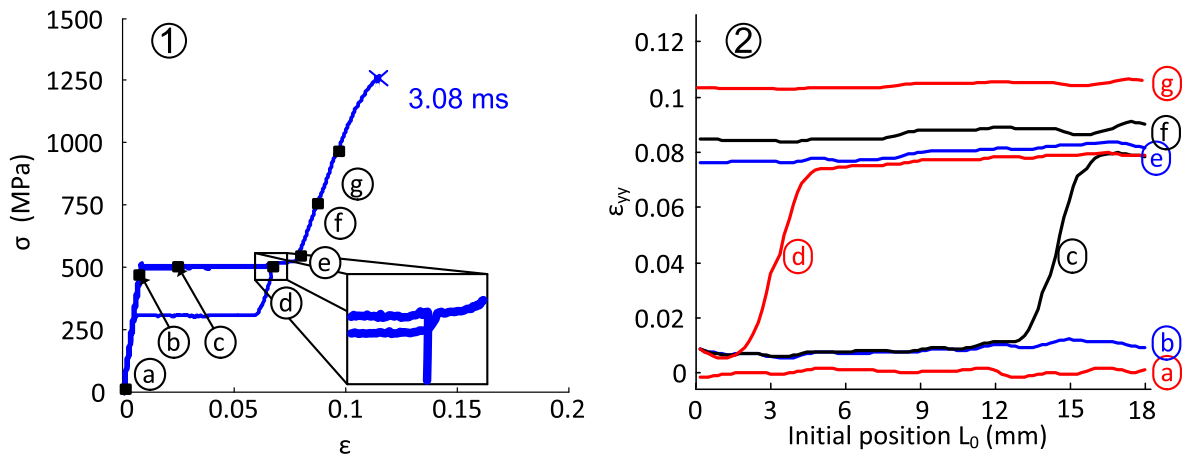 1
σ (MPa)
1500
1250
1000
750
500
250
0
3.08 ms
g
f
e
d
c
b
a
0
0.05
0.1
0.15
0.2
ε
2
εyy
0.12
0.1
0.08
0.06
0.04
0.02
0
g
f
e
d
c
b
a
0
3
6
9
12
15
18
Initial position L0 (mm)